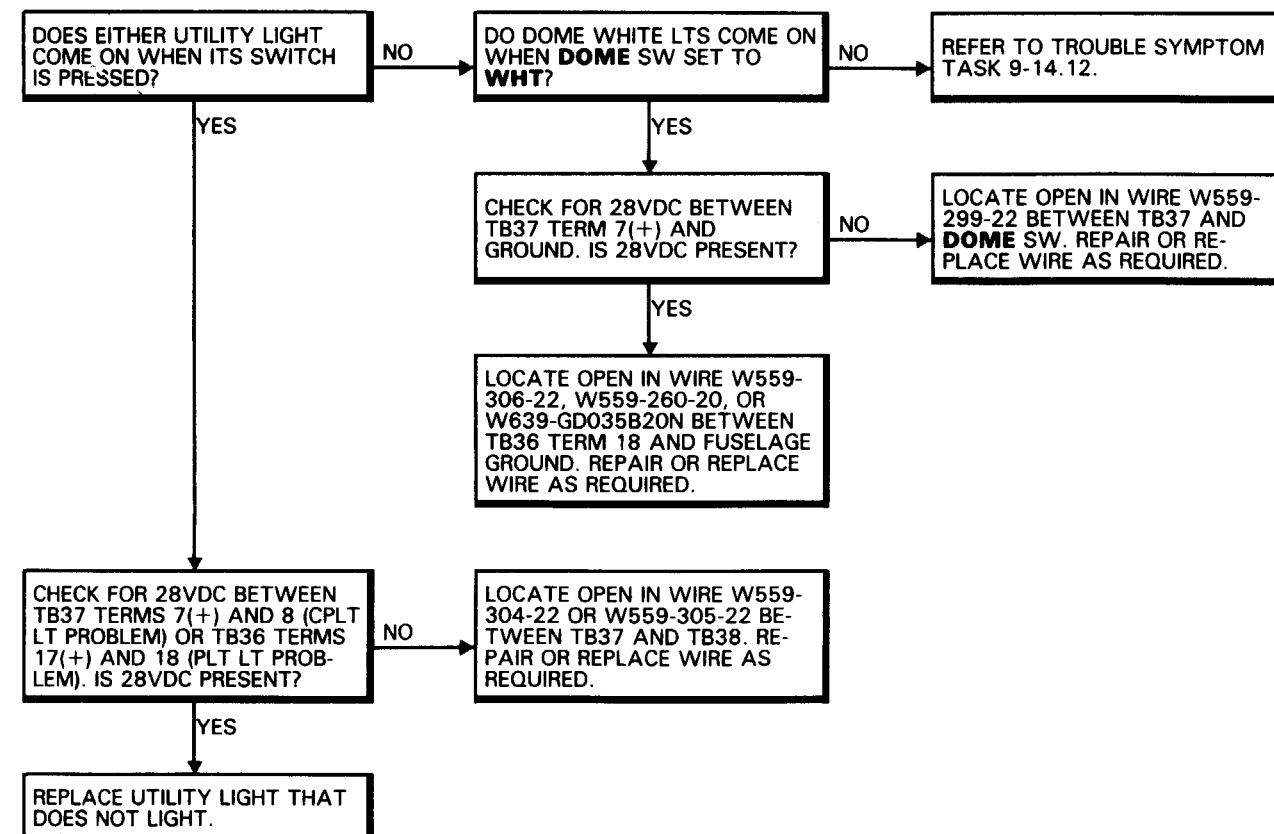 DOES EITHER UTILITY LIGHT
COME ON WHEN ITS SWITCH
IS PRESSED?
NO
DO DOME WHITE LTS COME ON
WHEN DOME SW SET TO
WHT?
NO
REFER TO TROUBLE SYMPTOM
TASK 9-14.12.
YES
YES
CHECK FOR 28VDC BETWEEN
TB37 TERM 7(+) AND
GROUND. IS 28VDC PRESENT?
NO
LOCATE OPEN IN WIRE W559-
299-22 BETWEEN TB37 AND
DOME SW. REPAIR OR RE-
PLACE WIRE AS REQUIRED.
YES
LOCATE OPEN IN WIRE W559-
306-22, W559-260-20, OR
W639-GD035B20N BETWEEN
TB36 TERM 18 AND FUSELAGE
GROUND. REPAIR OR REPLACE
WIRE AS REQUIRED.
CHECK FOR 28VDC BETWEEN
TB37 TERMS 7(+) AND 8 (CPLT
LT PROBLEM) OR TB36 TERMS
17(+) AND 18 (PLT LT PROB-
LEM). IS 28VDC PRESENT?
NO
LOCATE OPEN IN WIRE W559-
304-22 OR W559-305-22 BE-
TWEEN TB37 AND TB38. RE-
PAIR OR REPLACE WIRE AS
REQUIRED.
YES
REPLACE UTILITY LIGHT THAT
DOES NOT LIGHT.